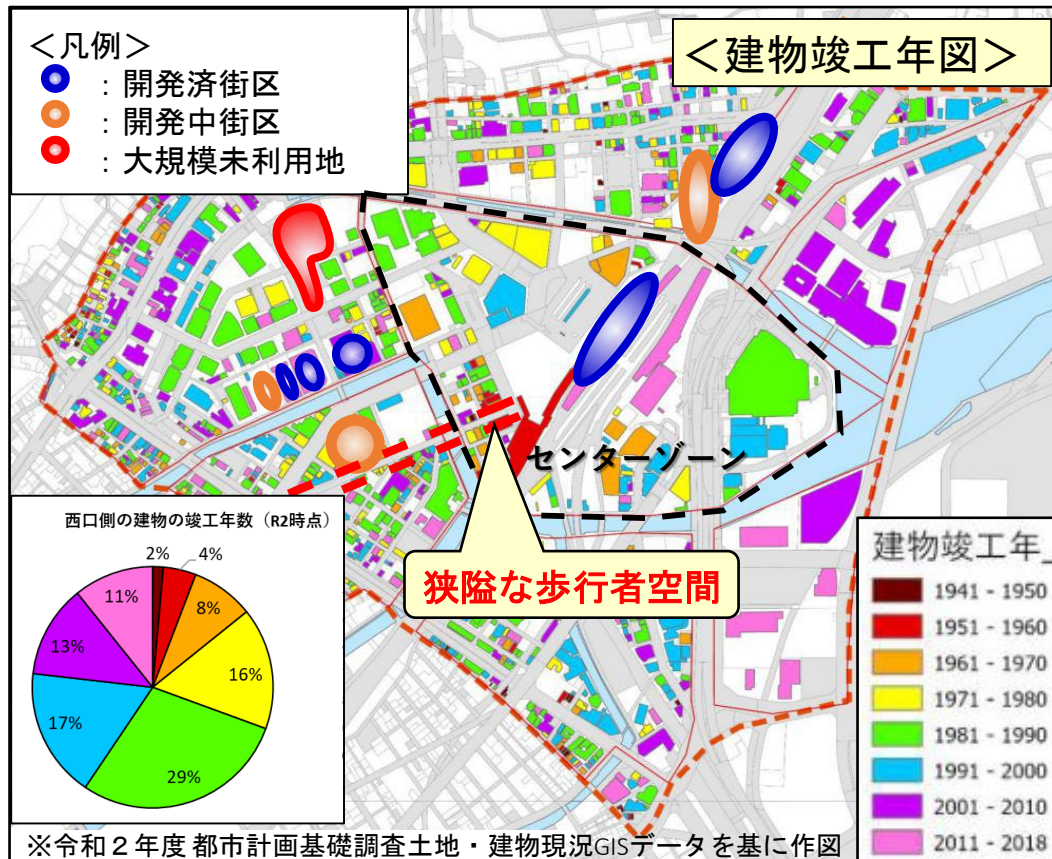 ＜凡例＞
：開発済街区
：開発中街区
：大規模未利用地
＜建物竣工年図＞
センターゾーン
狭隘な歩行者空間
西口側の建物の竣工年数（R2時点）
2%
4%
8%
16%
29%
17%
13%
11%
建物竣工年_
1941 - 1950
1951 - 1960
1961 - 1970
1971 - 1980
1981 - 1990
1991 - 2000
2001 - 2010
2011 - 2018
※令和２年度都市計画基礎調査土地・建物現況GISデータを基に作図